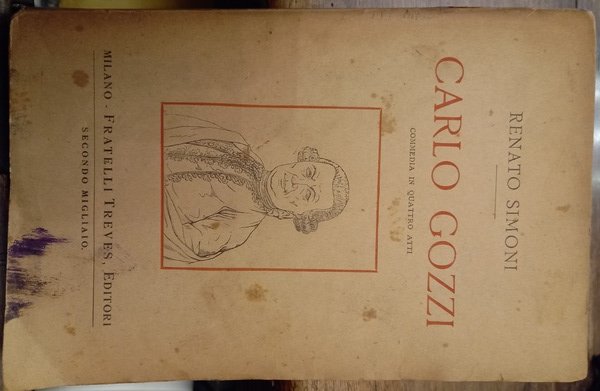 RENATO SIMONI
CARLO GOZZI
COMMEDIA IN QUATTRO ATTI
MILANO - FRATELLI TREVES, EDITORI
SECONDO MIGLIAIO.